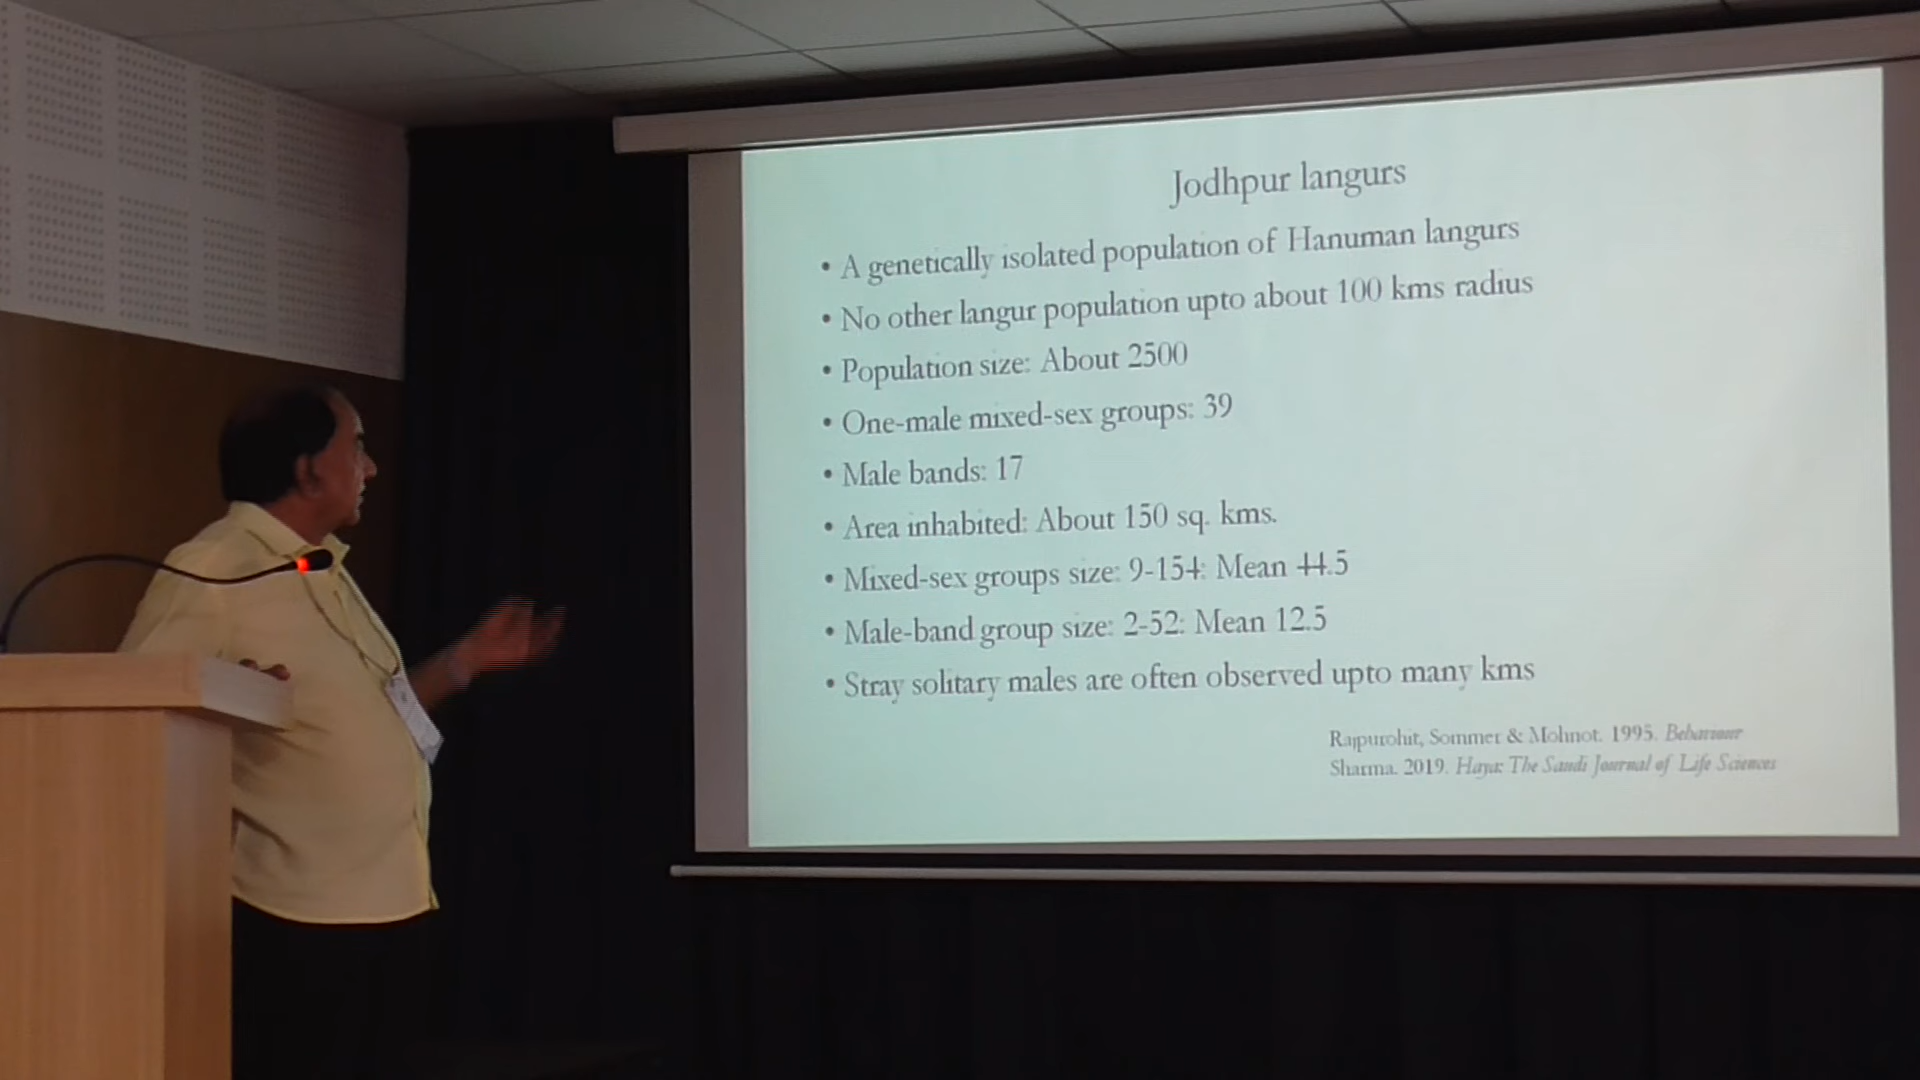 Jodhpur langurs
• A genetically isolated population of Hanuman langurs
• No other langur population upto about 100 kms radius
• Population size: About 2500
• One-male mixed-sex groups: 39
• Male bands: 17
• Area inhabited: About 150 sq. kms.
• Mixed-sex groups size: 9-154: Mean 44.5
• Male-band group size: 2-52: Mean 12.5
• Stray solitary males are often observed upto many kms
Rajpurohit, Sommer & Mohnot. 1995. Behaviour
Sharma. 2019. Haya: The Saudi Journal of Life Sciences